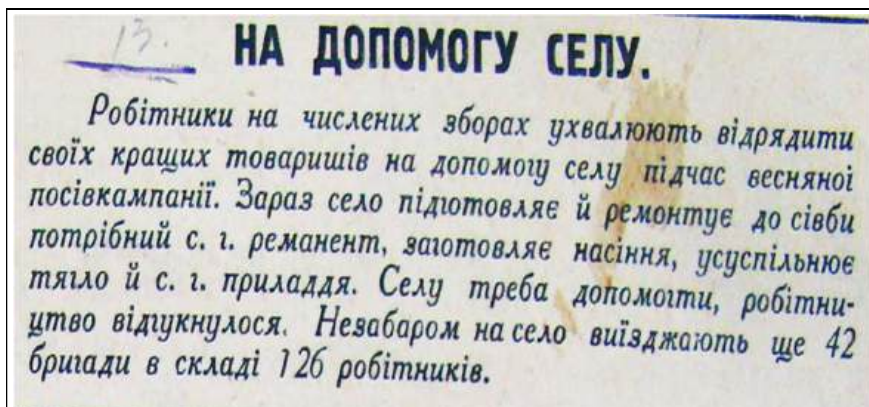 13.
НА ДОПОМОГУ СЕЛУ.
Робітники на числених зборах ухвалюють відрядити
своїх кращих товаришів на допомогу селу підчас весняної
посівкампанії. Зараз село підготовляє й ремонтує до сівби
потрібний с. г. реманент, заготовляє насіння, усуспільнює
тягло й с. г. приладдя. Селу треба допомогти, робітни-
цтво відгукнулося. Незабаром на село виїзджають ще 42
бригади в складі 126 робітників.